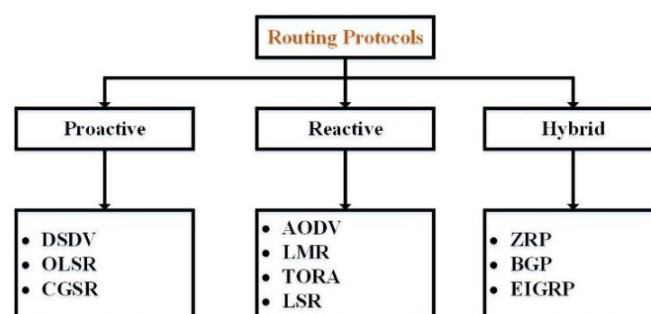 Routing Protocols
Proactive
Reactive
Hybrid
• DSDV
• OLSR
• CGSR
• AODV
• LMR
• TORA
• LSR
• ZRP
• BGP
• EIGRP